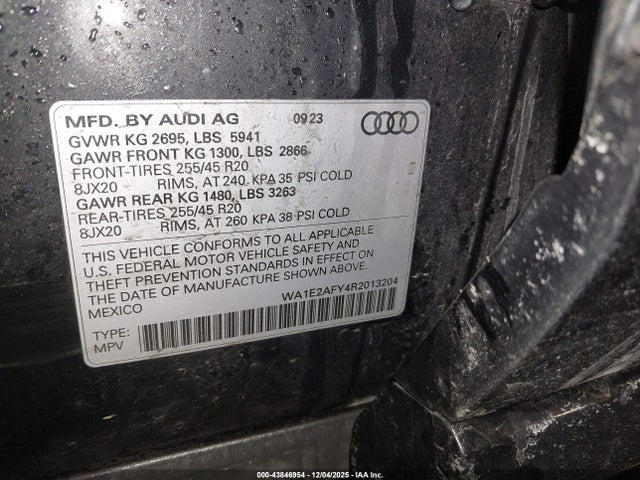 MFD. BY AUDI AG 0923
GVWR KG 2695, LBS 5941
GAWR FRONT KG 1300, LBS 2866
FRONT-TIRES 255/45 R20
8JX20 RIMS, AT 240 KPA 35 PSI COLD
GAWR REAR KG 1480, LBS 3263
REAR-TIRES 255/45 R20
8JX20 RIMS, AT 260 KPA 38 PSI COLD
THIS VEHICLE CONFORMS TO ALL APPLICABLE
U.S. FEDERAL MOTOR VEHICLE SAFETY AND
THEFT PREVENTION STANDARDS IN EFFECT ON
THE DATE OF MANUFACTURE SHOWN ABOVE.
MEXICO WA1E2AFY4R2013204
TYPE:
MPV
000-43846954 | 12/04/2025 - IAA Inc.